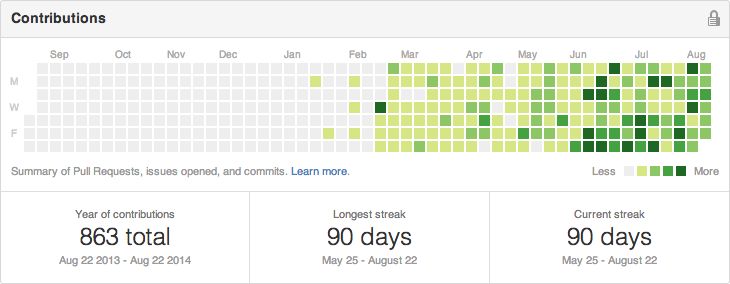 Contributions
Sep Oct Nov Dec Jan Feb Mar Apr May Jun Jul Aug
M
W
F
Summary of Pull Requests, issues opened, and commits. Learn more.
Less More
Year of contributions
863 total
Aug 22 2013 - Aug 22 2014
Longest streak
90 days
May 25 - August 22
Current streak
90 days
May 25 - August 22